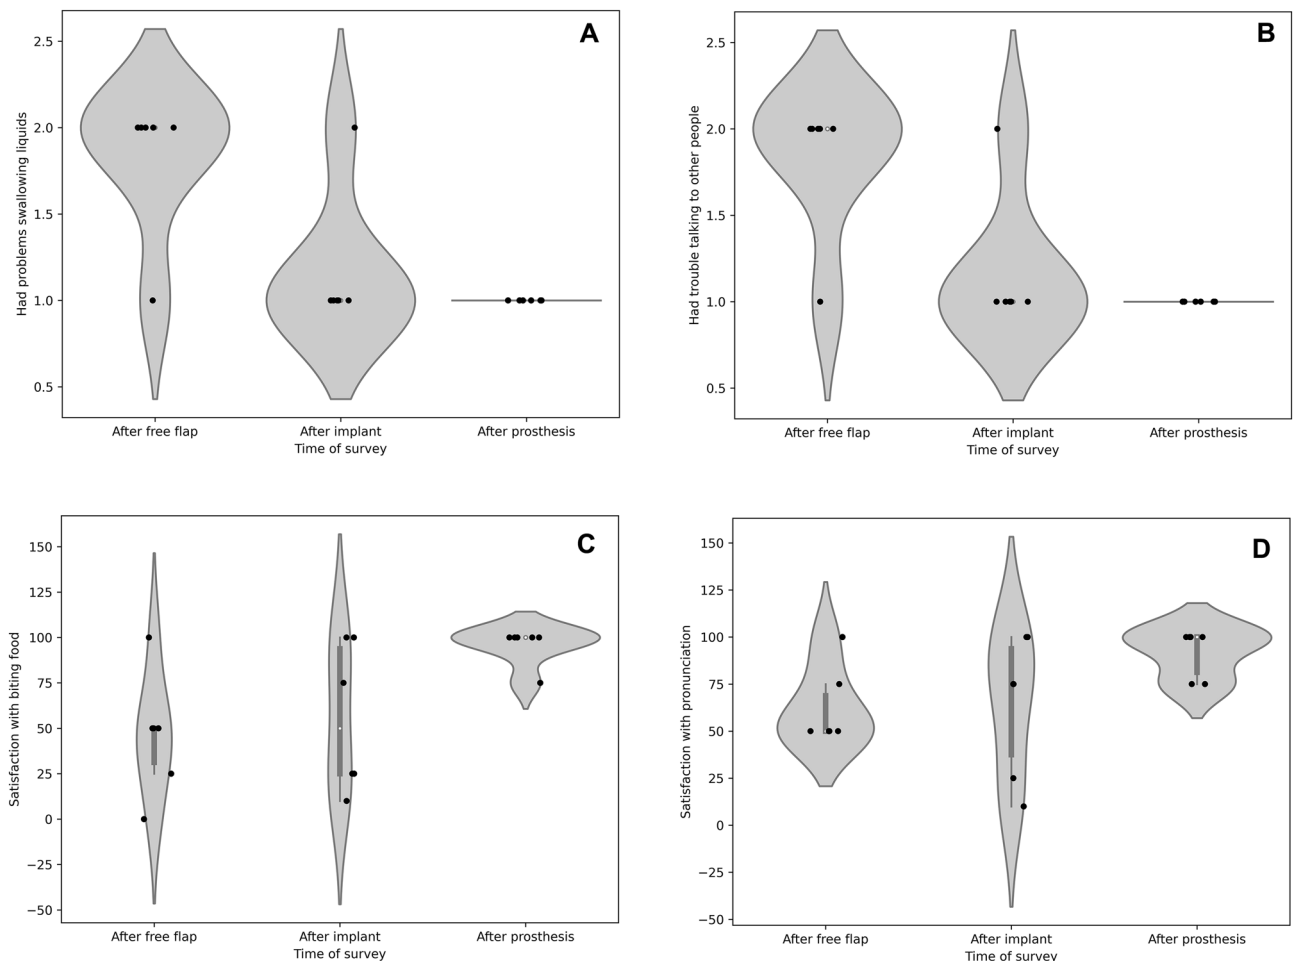 A
Had problems swallowing liquids
2.5
2.0
1.5
1.0
0.5
After free flap After implant After prosthesis
Time of survey
B
Had trouble talking to other people
2.5
2.0
1.5
1.0
0.5
After free flap After implant After prosthesis
Time of survey
C
Satisfaction with biting food
150
125
100
75
50
25
0
−25
−50
After free flap After implant After prosthesis
Time of survey
D
Satisfaction with pronunciation
150
125
100
75
50
25
0
−25
−50
After free flap After implant After prosthesis
Time of survey